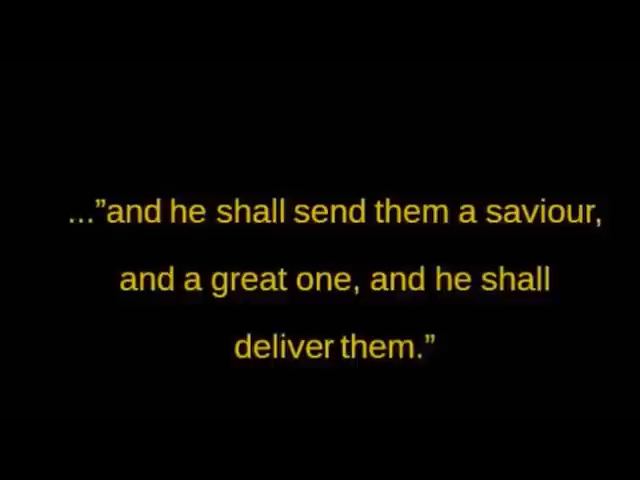 ...”and he shall send them a saviour,
and a great one, and he shall
deliver them.”